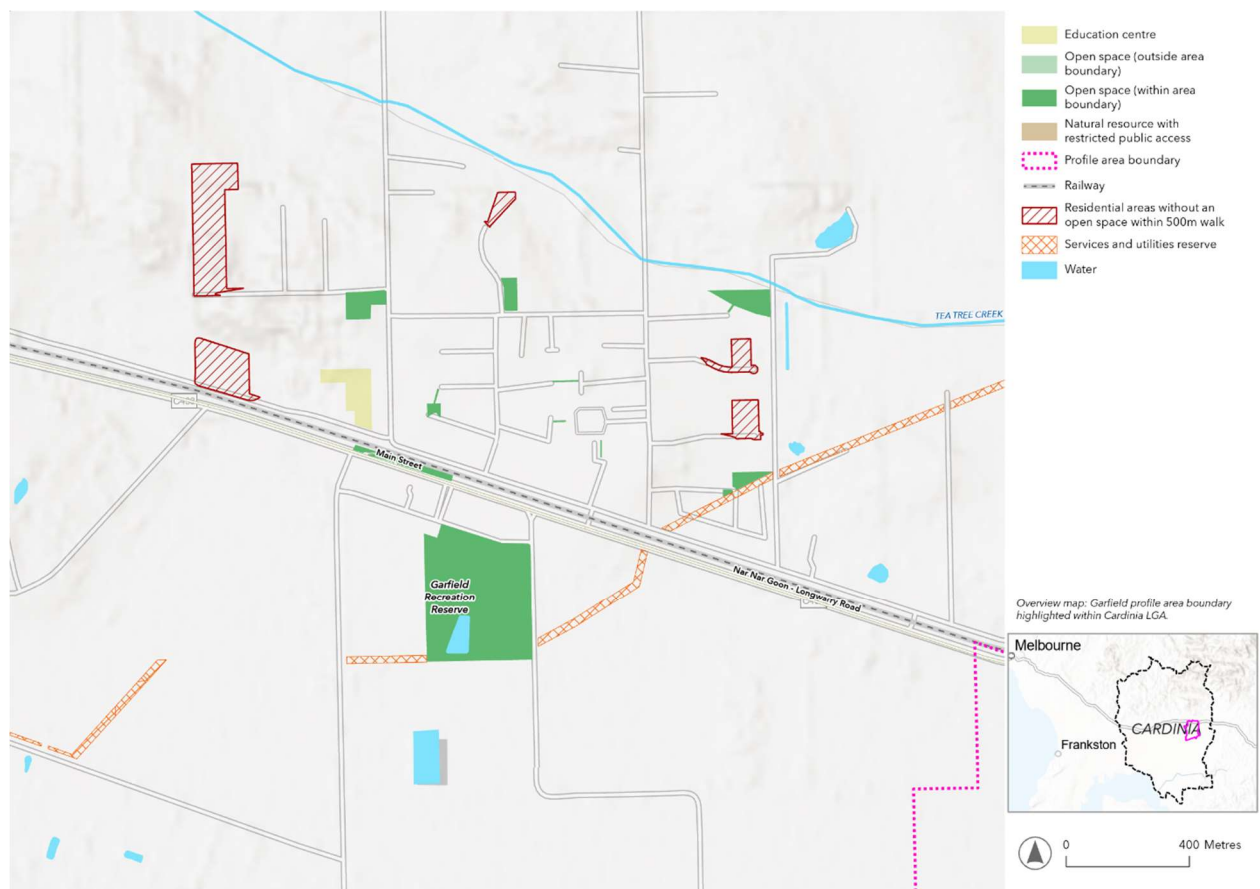 Education centre
Open space (outside area
boundary)
Open space (within area
boundary)
Natural resource with
restricted public access
Profile area boundary
Railway
Residential areas without an
open space within 500m walk
Services and utilities reserve
Water
TEA TREE CREEK
Main Street
Garfield
Recreation
Reserve
Nar Nar Goon - Longwarry Road
Overview map: Garfield profile area boundary
highlighted within Cardinia LGA.
Melbourne
CARDINIA
Frankston
0 400 Metres